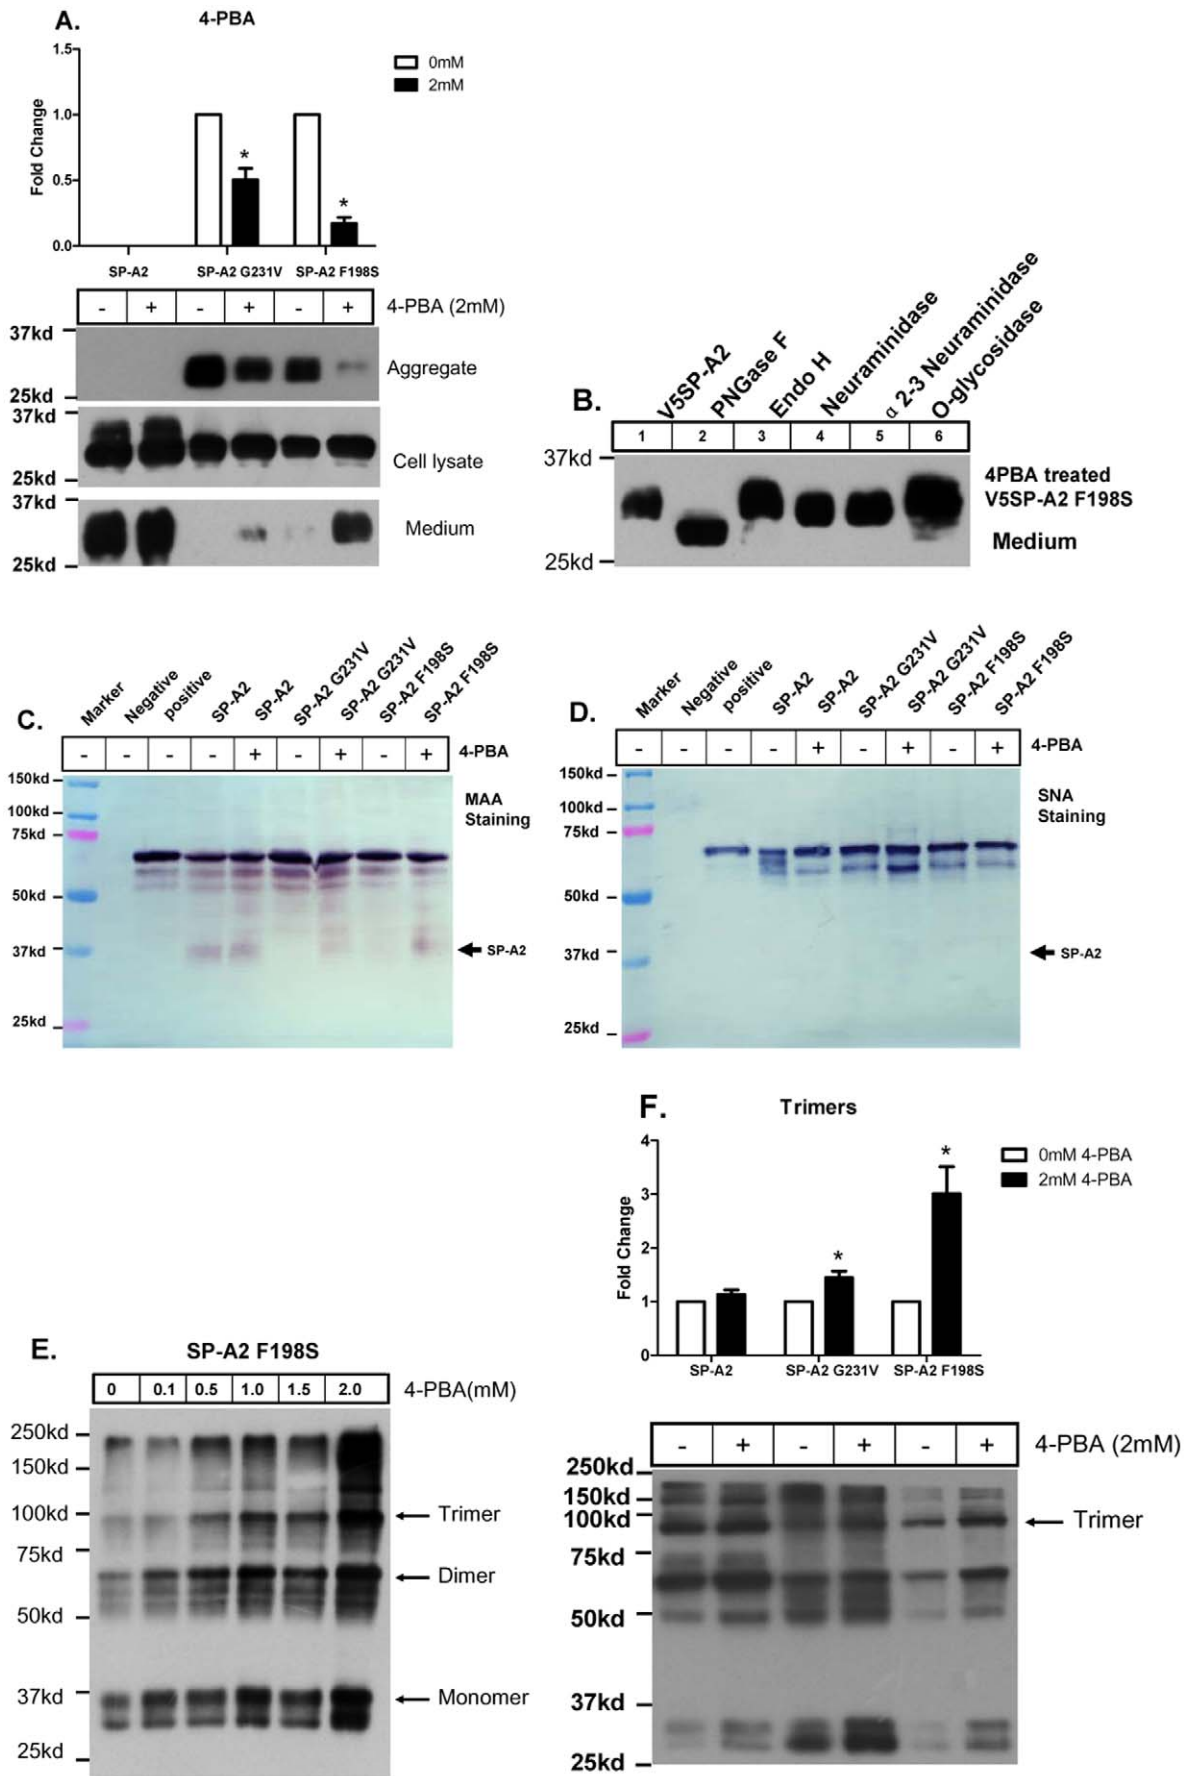 A.
4-PBA
1.5
1.0
0.5
0.0
Fold Change
0mM
2mM
*
*
SP-A2
SP-A2 G231V
SP-A2 F198S
- + - + - +
4-PBA (2mM)
37kd
25kd
Aggregate
37kd
25kd
Cell lysate
37kd
25kd
Medium
B.
V5SP-A2
PNGase F
Endo H
Neuraminidase
α 2-3 Neuraminidase
O-glycosidase
1 2 3 4 5 6
37kd
25kd
4PBA treated
V5SP-A2 F198S
Medium
C.
Marker
Negative
positive
SP-A2
SP-A2
SP-A2 G231V
SP-A2 G231V
SP-A2 F198S
SP-A2 F198S
- - - - + - + - +
4-PBA
150kd
100kd
75kd
50kd
37kd
25kd
MAA
Staining
SP-A2
D.
Marker
Negative
positive
SP-A2
SP-A2
SP-A2 G231V
SP-A2 G231V
SP-A2 F198S
SP-A2 F198S
- - - - + - + - +
4-PBA
150kd
100kd
75kd
50kd
37kd
25kd
SNA
Staining
SP-A2
E.
SP-A2 F198S
0 0.1 0.5 1.0 1.5 2.0
4-PBA(mM)
250kd
150kd
100kd
75kd
50kd
37kd
25kd
Trimer
Dimer
Monomer
F.
Trimers
4
3
2
1
0
Fold Change
0mM 4-PBA
2mM 4-PBA
*
*
SP-A2
SP-A2 G231V
SP-A2 F198S
- + - + - +
4-PBA (2mM)
250kd
150kd
100kd
75kd
50kd
37kd
25kd
Trimer